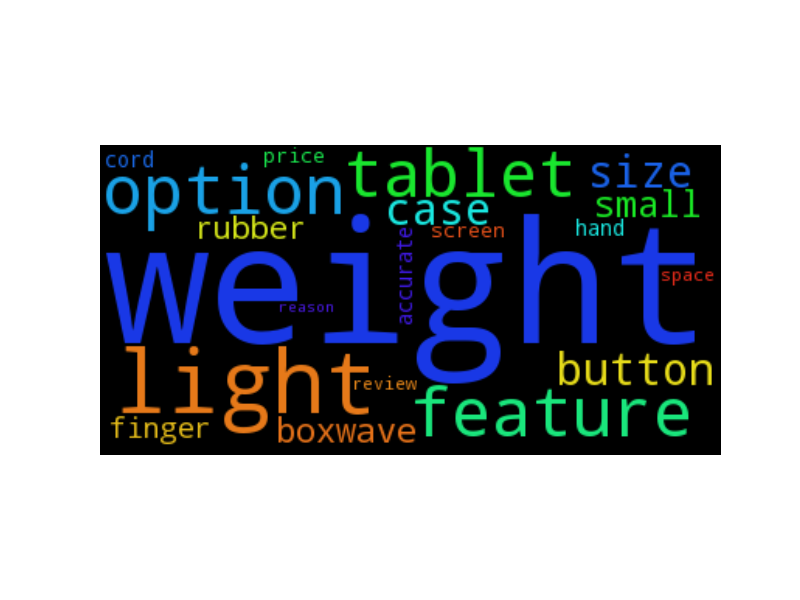 cord
price
tablet
size
option
case
small
rubber
screen
hand
weight
accurate
space
reason
light
review
button
feature
finger
boxwave